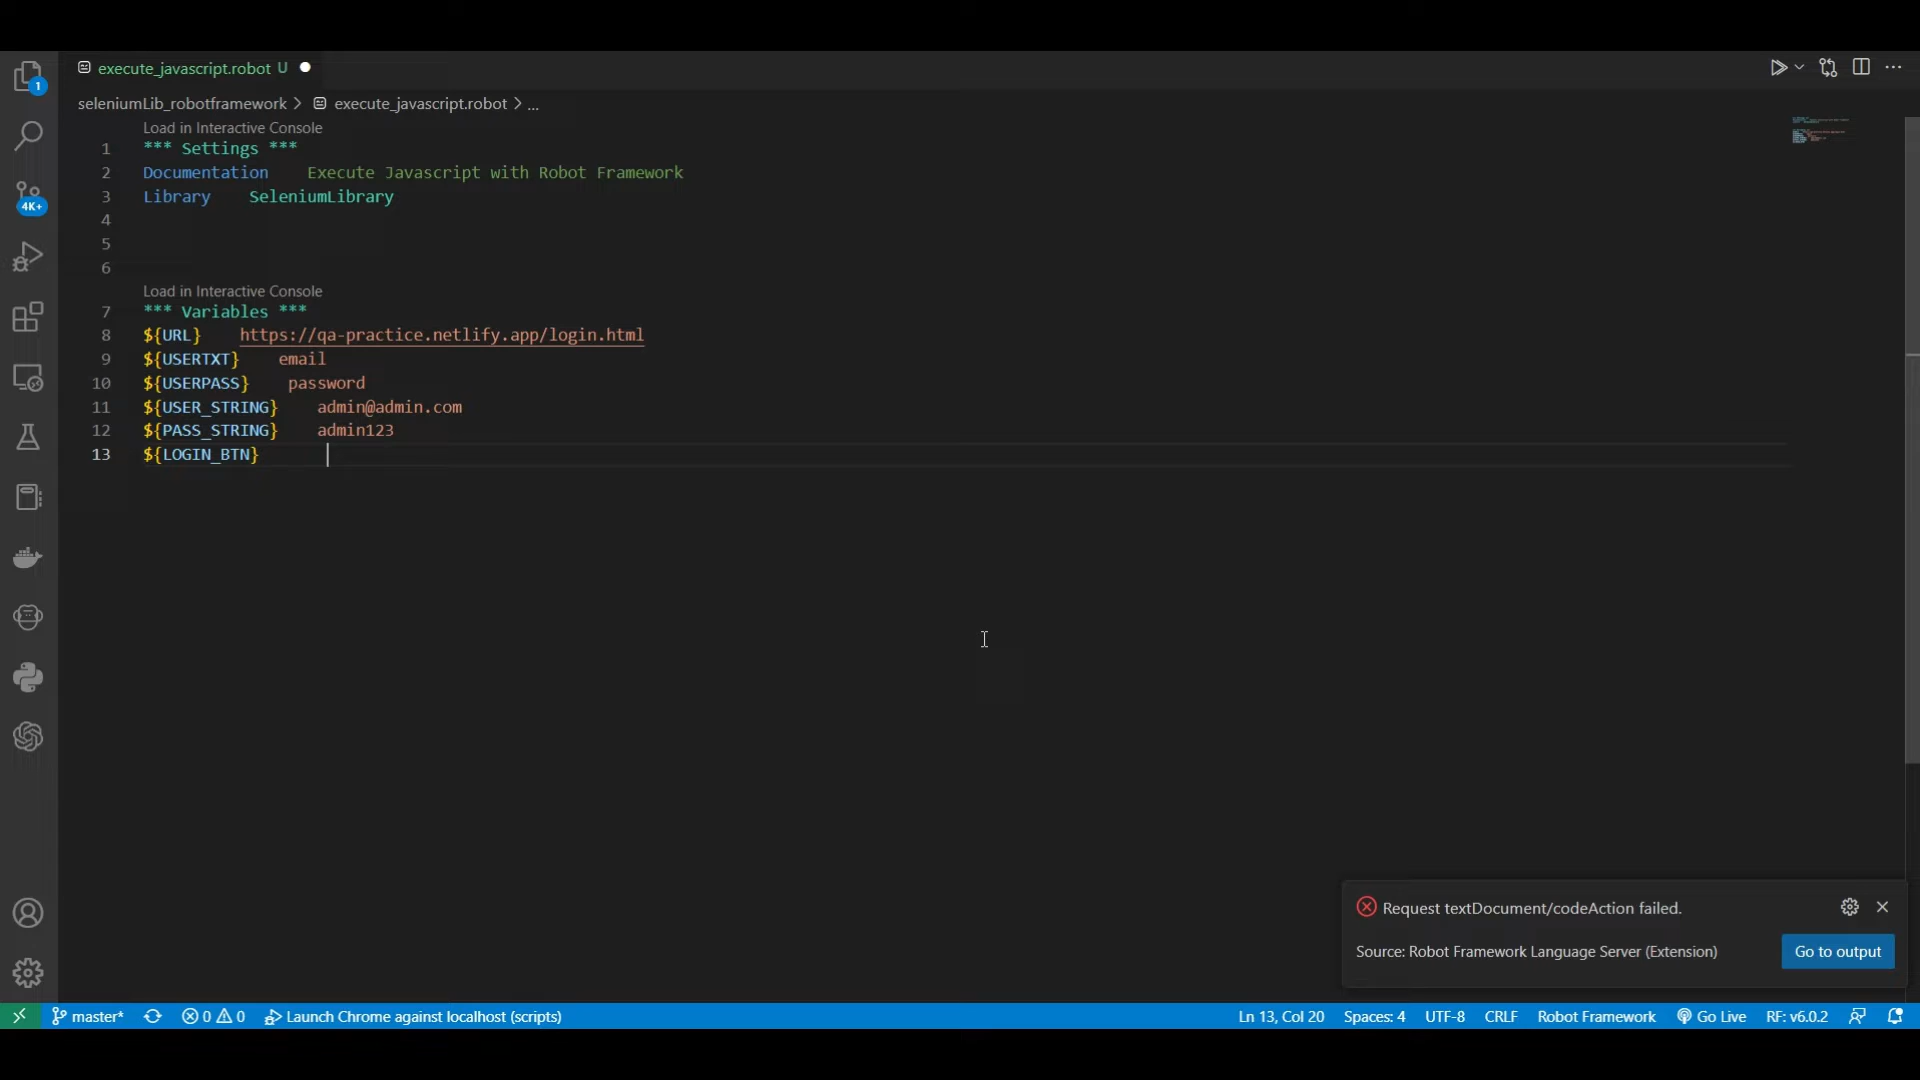 execute_javascript.robot U
seleniumLib_robotframework > execute_javascript.robot > ...
Load in Interactive Console
1 *** Settings ***
2 Documentation    Execute Javascript with Robot Framework
3 Library    SeleniumLibrary
4
5
6
Load in Interactive Console
7 *** Variables ***
8 ${URL}    https://qa-practice.netlify.app/login.html
9 ${USERTXT}    email
10 ${USERPASS}    password
11 ${USER_STRING}    admin@admin.com
12 ${PASS_STRING}    admin123
13 ${LOGIN_BTN}
1
4K+
Request textDocument/codeAction failed.
Source: Robot Framework Language Server (Extension)
Go to output
master* 0 0 Launch Chrome against localhost (scripts) Ln 13, Col 20 Spaces: 4 UTF-8 CRLF Robot Framework Go Live RF: v6.0.2